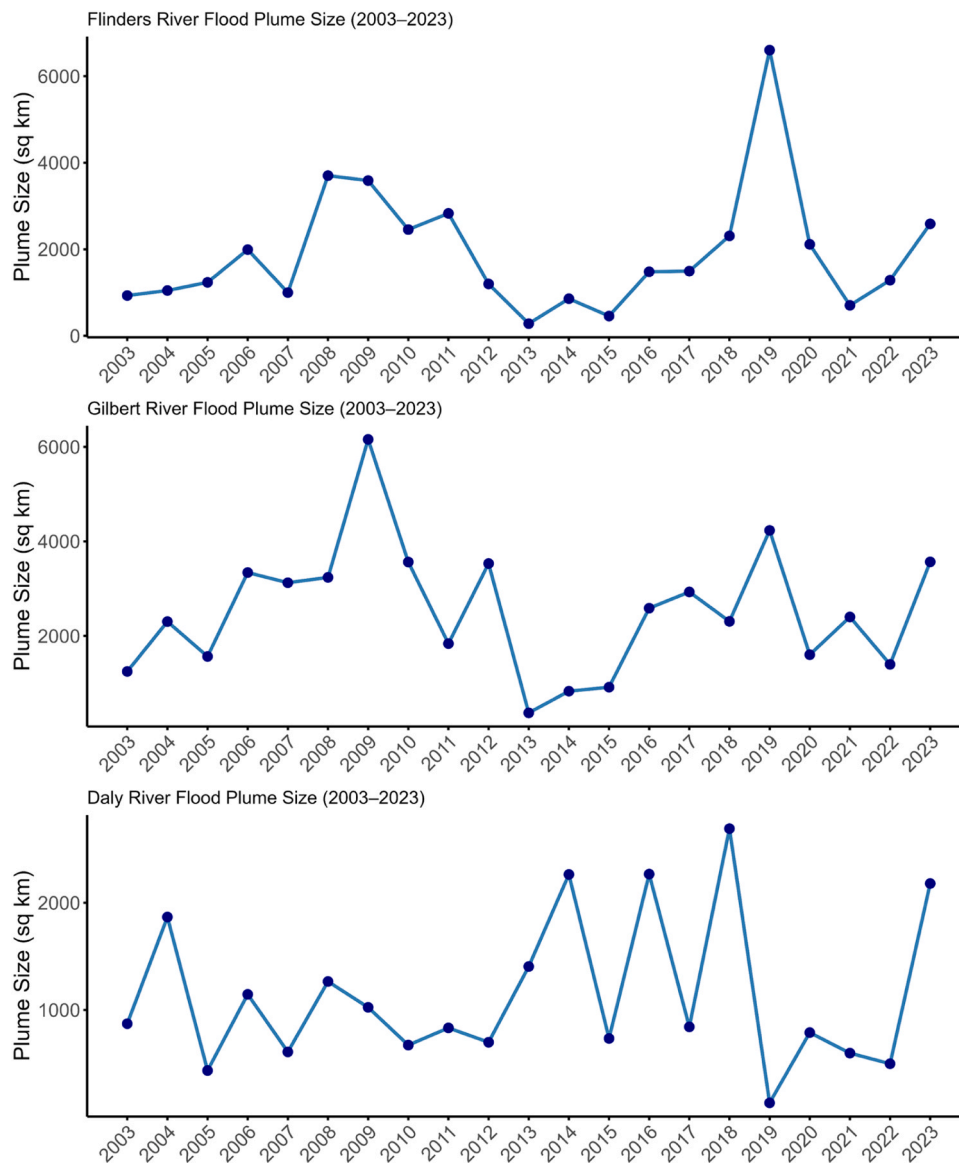 Flinders River Flood Plume Size (2003–2023)
Plume Size (sq km)
6000
4000
2000
0
2003 2004 2005 2006 2007 2008 2009 2010 2011 2012 2013 2014 2015 2016 2017 2018 2019 2020 2021 2022 2023
Gilbert River Flood Plume Size (2003–2023)
Plume Size (sq km)
6000
4000
2000
2003 2004 2005 2006 2007 2008 2009 2010 2011 2012 2013 2014 2015 2016 2017 2018 2019 2020 2021 2022 2023
Daly River Flood Plume Size (2003–2023)
Plume Size (sq km)
2000
1000
2003 2004 2005 2006 2007 2008 2009 2010 2011 2012 2013 2014 2015 2016 2017 2018 2019 2020 2021 2022 2023